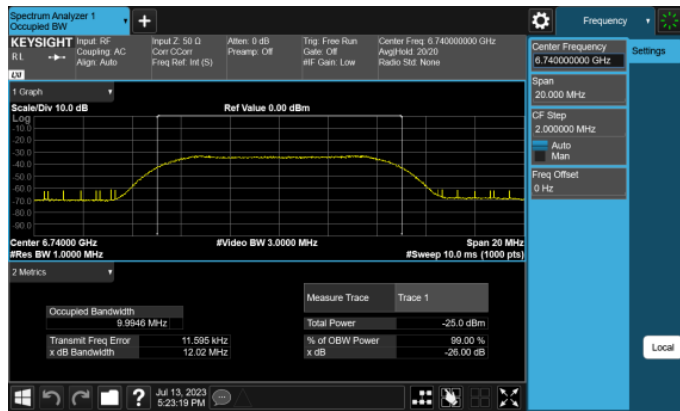 Spectrum Analyzer 1
Occupied BW
Frequency
KEYSIGHT
RL
Input: RF
Coupling: AC
Align: Auto
Input Z: 50 Ω
Corr CCorr
Freq Ref: Int (S)
Atten: 0 dB
Preamp: Off
Trig: Free Run
Gate: Off
#IF Gain: Low
Center Freq: 6.740000000 GHz
Avg|Hold: 20/20
Radio Std: None
LXI
1 Graph
Scale/Div 10.0 dB
Ref Value 0.00 dBm
Log
-10.0
-20.0
-30.0
-40.0
-50.0
-60.0
-70.0
-80.0
-90.0
Center 6.74000 GHz
#Video BW 3.0000 MHz
Span 20 MHz
#Res BW 1.0000 MHz
#Sweep 10.0 ms (1000 pts)
2 Metrics
Measure Trace
Trace 1
Occupied Bandwidth
9.9946 MHz
Total Power
-25.0 dBm
Transmit Freq Error
11.595 kHz
% of OBW Power
99.00 %
x dB Bandwidth
12.02 MHz
x dB
-26.00 dB
Center Frequency
6.740000000 GHz
Settings
Span
20.000 MHz
CF Step
2.000000 MHz
Auto
Man
Freq Offset
0 Hz
Local
?
Jul 13, 2023
5:23:19 PM